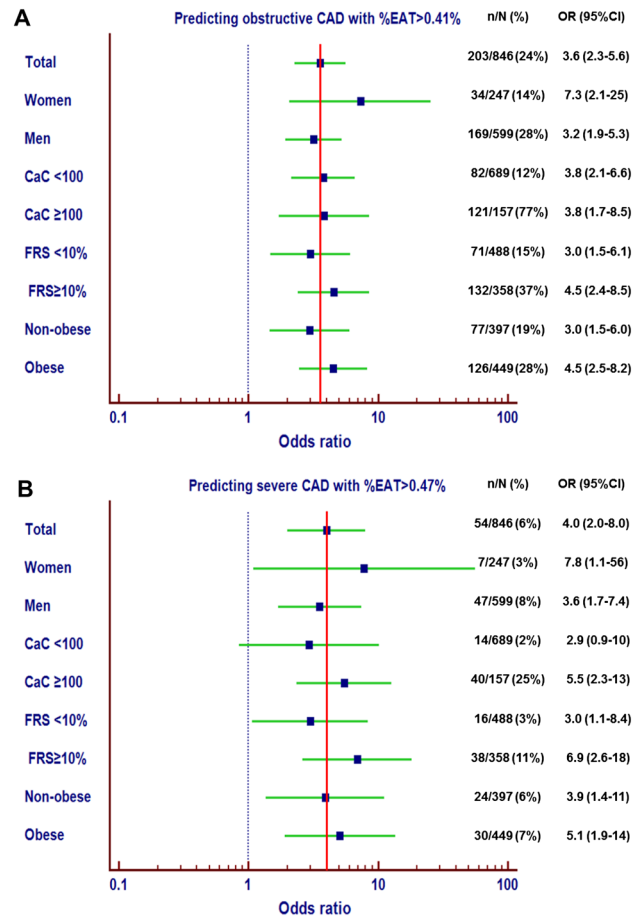 A
Predicting obstructive CAD with %EAT>0.41% n/N (%) OR (95%CI)
Total 203/846 (24%) 3.6 (2.3-5.6)
Women 34/247 (14%) 7.3 (2.1-25)
Men 169/599 (28%) 3.2 (1.9-5.3)
CaC <100 82/689 (12%) 3.8 (2.1-6.6)
CaC ≥100 121/157 (77%) 3.8 (1.7-8.5)
FRS <10% 71/488 (15%) 3.0 (1.5-6.1)
FRS≥10% 132/358 (37%) 4.5 (2.4-8.5)
Non-obese 77/397 (19%) 3.0 (1.5-6.0)
Obese 126/449 (28%) 4.5 (2.5-8.2)
0.1 1 10 100
Odds ratio
B
Predicting severe CAD with %EAT>0.47% n/N (%) OR (95%CI)
Total 54/846 (6%) 4.0 (2.0-8.0)
Women 7/247 (3%) 7.8 (1.1-56)
Men 47/599 (8%) 3.6 (1.7-7.4)
CaC <100 14/689 (2%) 2.9 (0.9-10)
CaC ≥100 40/157 (25%) 5.5 (2.3-13)
FRS <10% 16/488 (3%) 3.0 (1.1-8.4)
FRS≥10% 38/358 (11%) 6.9 (2.6-18)
Non-obese 24/397 (6%) 3.9 (1.4-11)
Obese 30/449 (7%) 5.1 (1.9-14)
0.1 1 10 100
Odds ratio